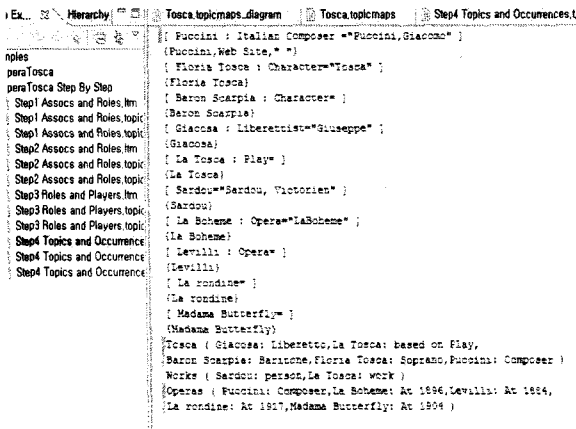 Ex... Hierarchy
Tosca.topicmaps_diagram Tosca.topicmaps Step4 Topics and Occurrences.t
nples
peraTosca
pera Tosca Step By Step
Step1 Assocs and Roles.ltm
Step1 Assocs and Roles.topic
Step1 Assocs and Roles.topic
Step2 Assocs and Roles.ltm
Step2 Assocs and Roles.topic
Step2 Assocs and Roles.topic
Step3 Roles and Players.ltm
Step3 Roles and Players.topic
Step3 Roles and Players.topic
Step4 Topics and Occurrence
Step4 Topics and Occurrence
Step4 Topics and Occurrence
[ Puccini : Italian Composer ="Puccini,Giacomo" ]
{Puccini,Web Site," "}
[ Floria Tosca : Character="Tosca" ]
{Floria Tosca}
[ Baron Scarpia : Character= ]
{Baron Scarpia}
[ Giacosa : Liberettist="Giuseppe" ]
{Giacosa}
[ La Tosca : Play= ]
{La Tosca}
[ Sardou="Sardou, Victorien" ]
{Sardou}
[ La Boheme : Opera="LaBoheme" ]
{La Boheme}
[ Levilli : Opera= ]
{Levilli}
[ La rondine= ]
{La rondine}
[ Madama Butterfly= ]
{Madama Butterfly}
Tosca ( Giacosa: Liberetto,La Tosca: based on Play,
Baron Scarpia: Baritone,Floria Tosca: Soprano,Puccini: Composer )
Works ( Sardou: person,La Tosca: work )
Operas ( Puccini: Composer,La Boheme: At 1896,Levilli: At 1884,
La rondine: At 1917,Madama Butterfly: At 1904 )